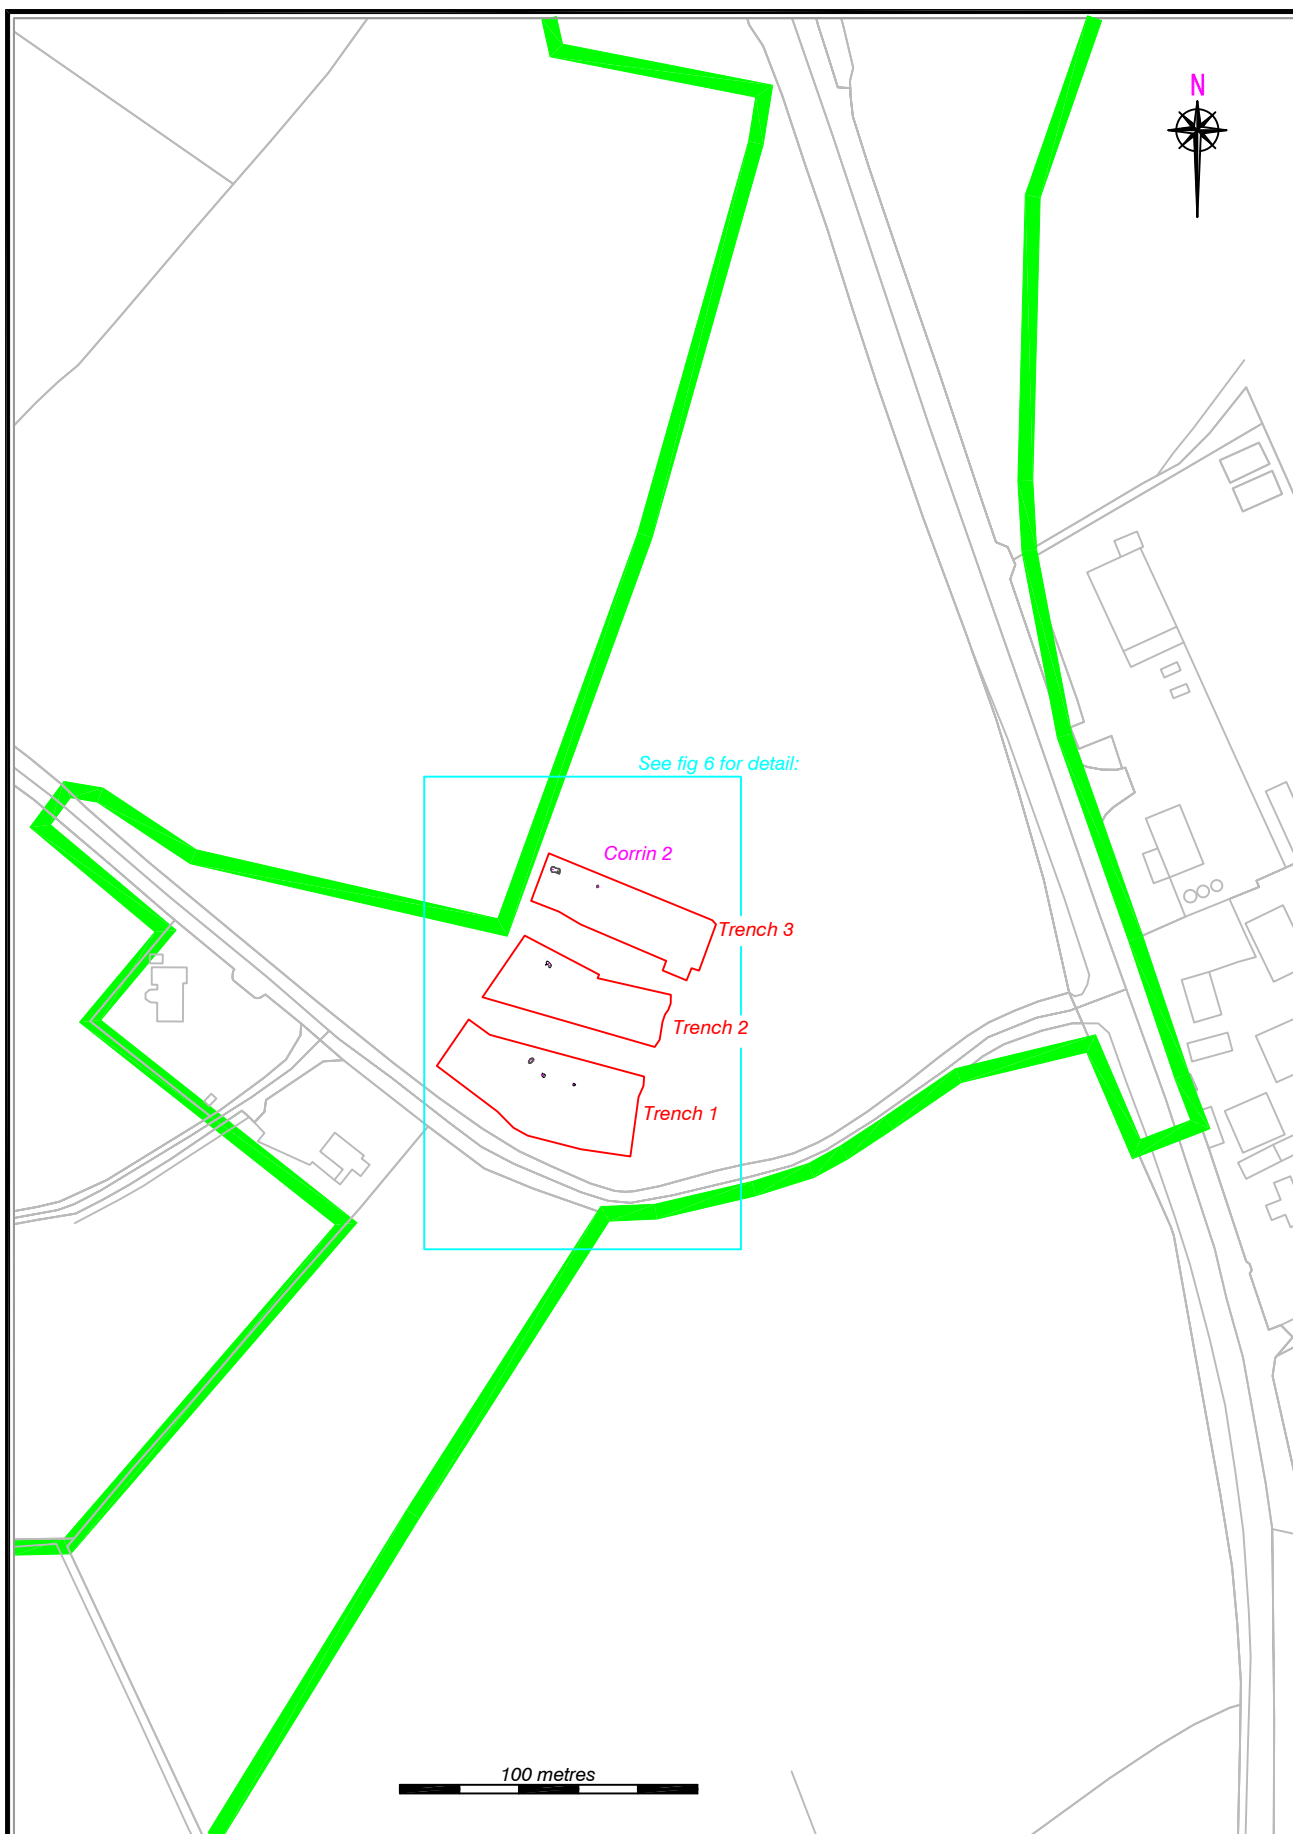 N
See fig 6 for detail:
Corrin 2
Trench 3
Trench 2
Trench 1
100 metres